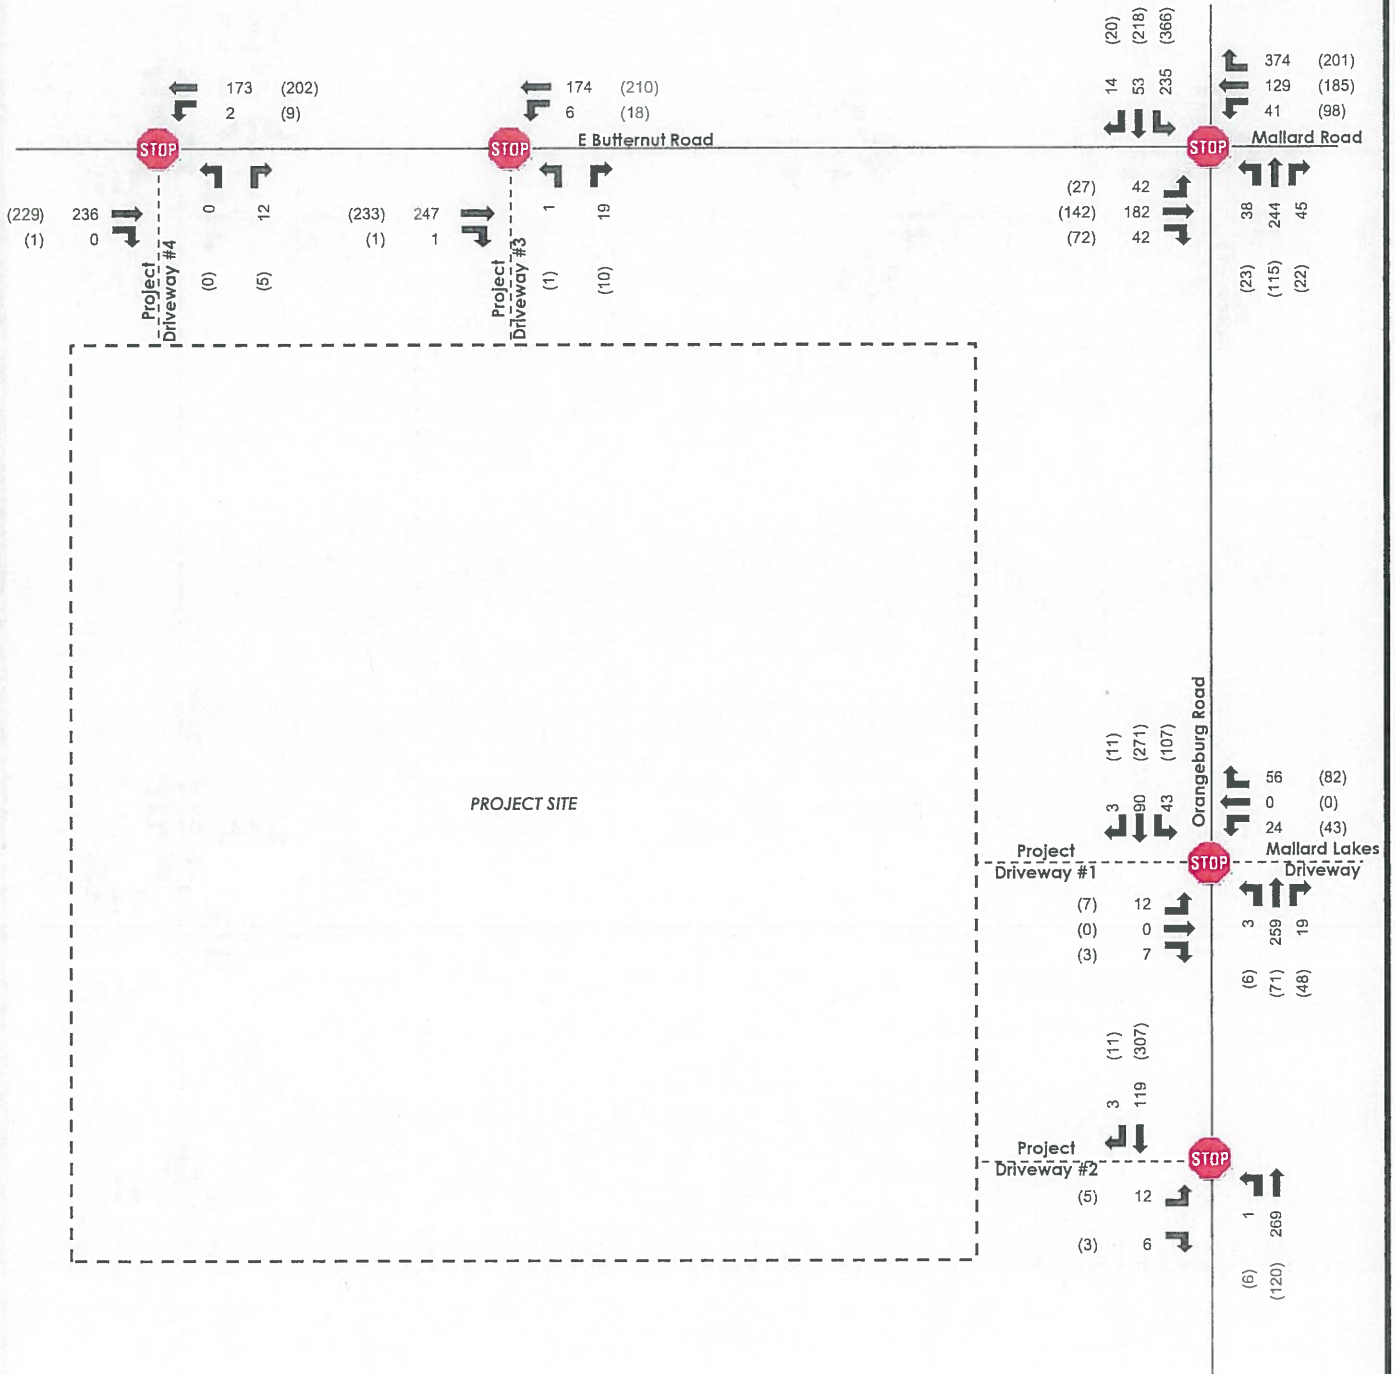 (20) (218) (366)
14 53 235
374 (201)
129 (185)
41 (98)
173 (202)
2 (9)
174 (210)
6 (18)
STOP
STOP
E Butternut Road
STOP
Mallard Road
(229) 236
(1) 0
0 12
(0) (5)
Project
Driveway #4
(233) 247
(1) 1
1 19
(1) (10)
Project
Driveway #3
(27) 42
(142) 182
(72) 42
38 244 45
(23) (115) (22)
PROJECT SITE
Orangeburg Road
(11) (271) (107)
3 90 43
56 (82)
0 (0)
24 (43)
Project
Driveway #1
STOP
Mallard Lakes
Driveway
(7) 12
(0) 0
(3) 7
3 259 19
(6) (71) (48)
(11) (307)
3 119
Project
Driveway #2
STOP
(5) 12
(3) 6
1 269
(6) (120)